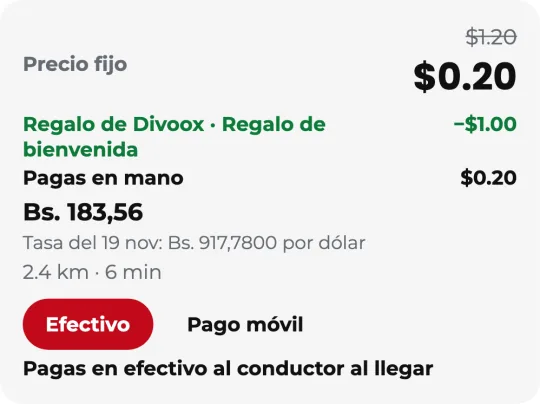 $1.20
Precio fijo
$0.20
Regalo de Divoox · Regalo de
bienvenida
−$1.00
Pagas en mano
$0.20
Bs. 183,56
Tasa del 19 nov: Bs. 917,7800 por dólar
2.4 km · 6 min
Efectivo
Pago móvil
Pagas en efectivo al conductor al llegar